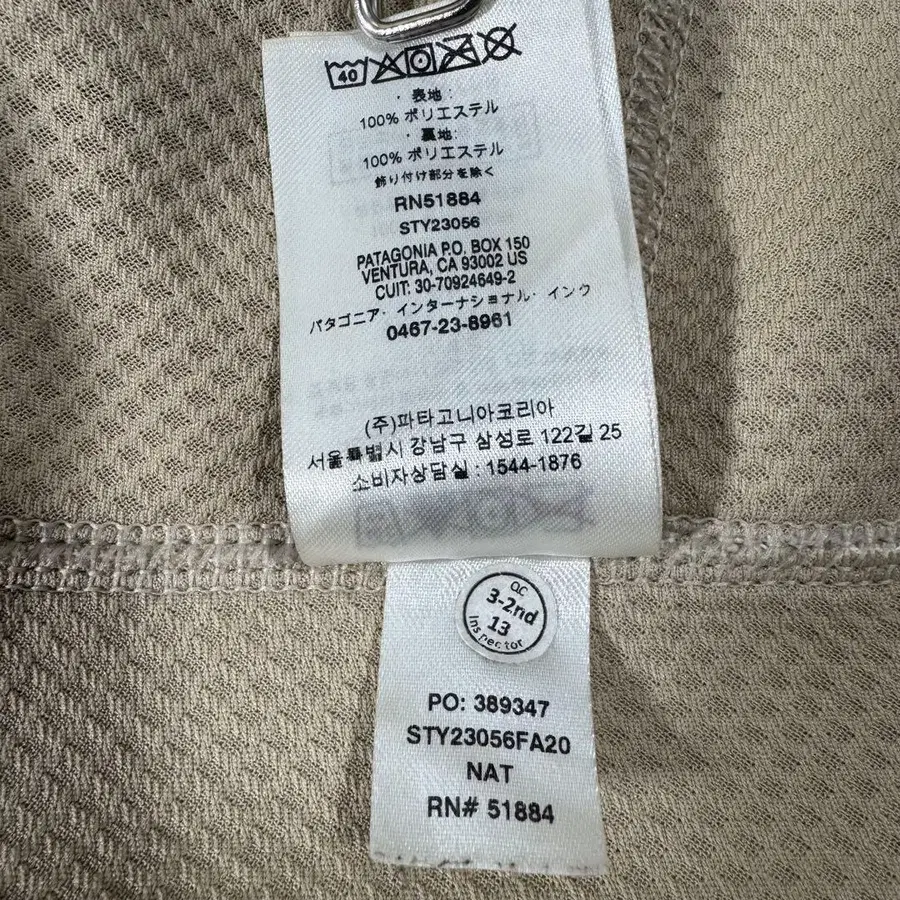 40
・表地:
100% ポリエステル
・裏地:
100% ポリエステル
飾り付け部分を除く
RN51884
STY23056
PATAGONIA P.O. BOX 150
VENTURA, CA 93002 US
CUIT: 30-70924649-2
パタゴニア・インターナショナル・インク
0467-23-8961
(주)파타고니아코리아
서울특별시 강남구 삼성로 122길 25
소비자상담실 : 1544-1876
QC
3-2nd
13
Inspector
PO: 389347
STY23056FA20
NAT
RN# 51884